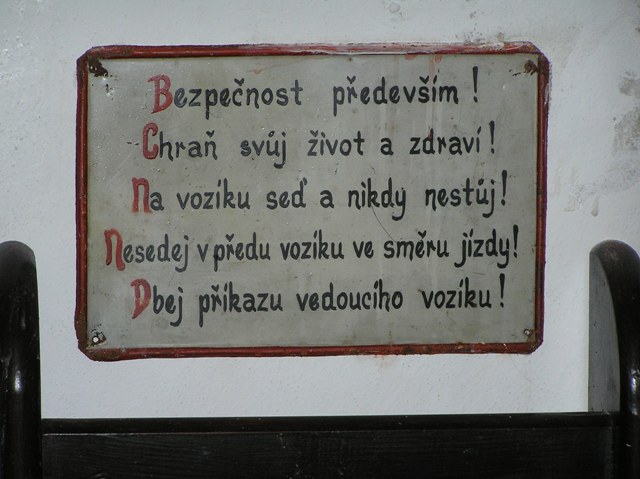 Bezpečnost především!
Chraň svůj život a zdraví!
Na vozíku seď a nikdy nestůj!
Nesedej v předu vozíku ve směru jízdy!
Dbej příkazu vedoucího vozíku!